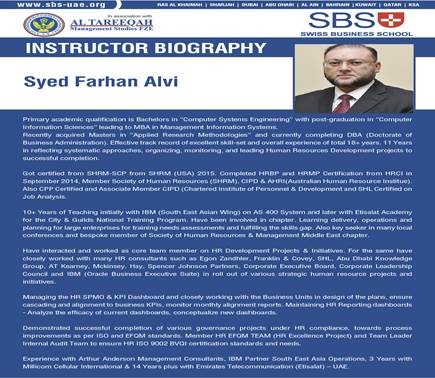 www.sbs-uae.org
In association with
AL TAREEQAH
Management Studies FZE
RAS AL KHAIMAH | SHARJAH | DUBAI | ABU DHABI | AL AIN | BAHRAIN | KUWAIT | QATAR | KSA
SBS
SWISS BUSINESS SCHOOL
INSTRUCTOR BIOGRAPHY
Syed Farhan Alvi
Primary academic qualification is Bachelors in "Computer Systems Engineering" with post-graduation in "Computer
Information Sciences" leading to MBA in Management Information Systems.
Recently acquired Masters in "Applied Research Methodologies" and currently completing DBA (Doctorate of
Business Administration). Effective track record of excellent skill-set and overall experience of total 18+ years. 11 Years
in reflecting systematic approaches, organizing, monitoring, and leading Human Resources Development projects to
successful completion.
Got certified from SHRM-SCP from SHRM (USA) 2015. Completed HRBP and HRMP Certification from HRCI in
September 2014, Member Society of Human Resources (SHRM), CIPD & AHRI(Australian Human Resource Institue).
Also CPP Certified and Associate Member CIPD (Chartered Institute of Personnel & Development and SHL Certified on
Job Analysis.
10+ Years of Teaching initially with IBM (South East Asian Wing) on AS 400 System and later with Etisalat Academy
for the City & Guilds National Training Program. Have been involved in chapter. Learning delivery, operations and
planning for large enterprises for training needs assessments and fulfilling the skills gap. Also key seeker in many local
conferences and bespoke member of Society of Human Resources & Management Middle East chapter.
Have interacted and worked as core team member on HR Development Projects & Initiatives. For the same have
closely worked with many HR consultants such as Egon Zandhler, Franklin & Covey, SHL, Abu Dhabi Knowledge
Group, AT Kearney, Mckinsey, Hay, Spencer Johnson Partners, Corporate Executive Board, Corporate Leadership
Council and IBM (Oracle Business Executive Suite) in roll out of various strategic human resource projects and
initiatives.
Managing the HR SPMO & KPI Dashboard and closely working with the Business Units in design of the plans, ensure
cascading and alignment to business KPIs, monitor monthly alignment reports. Maintaining HR Reporting dashboards
- Analyze the efficacy of current dashboards, conceptualize new dashboards.
Demonstrated successful completion of various governance projects under HR compliance, towards process
improvements as per ISO and EFQM standards. Member HR EFQM TEAM (HR Excellence Project) and Team Leader
Internal Audit Team to ensure HR ISO 9002 BVQI certification standards and needs.
Experience with Arthur Anderson Management Consultants, IBM Partner South East Asia Operations, 3 Years with
Millicom Cellular International & 14 Years plus with Emirates Telecommunication (Etisalat) – UAE.